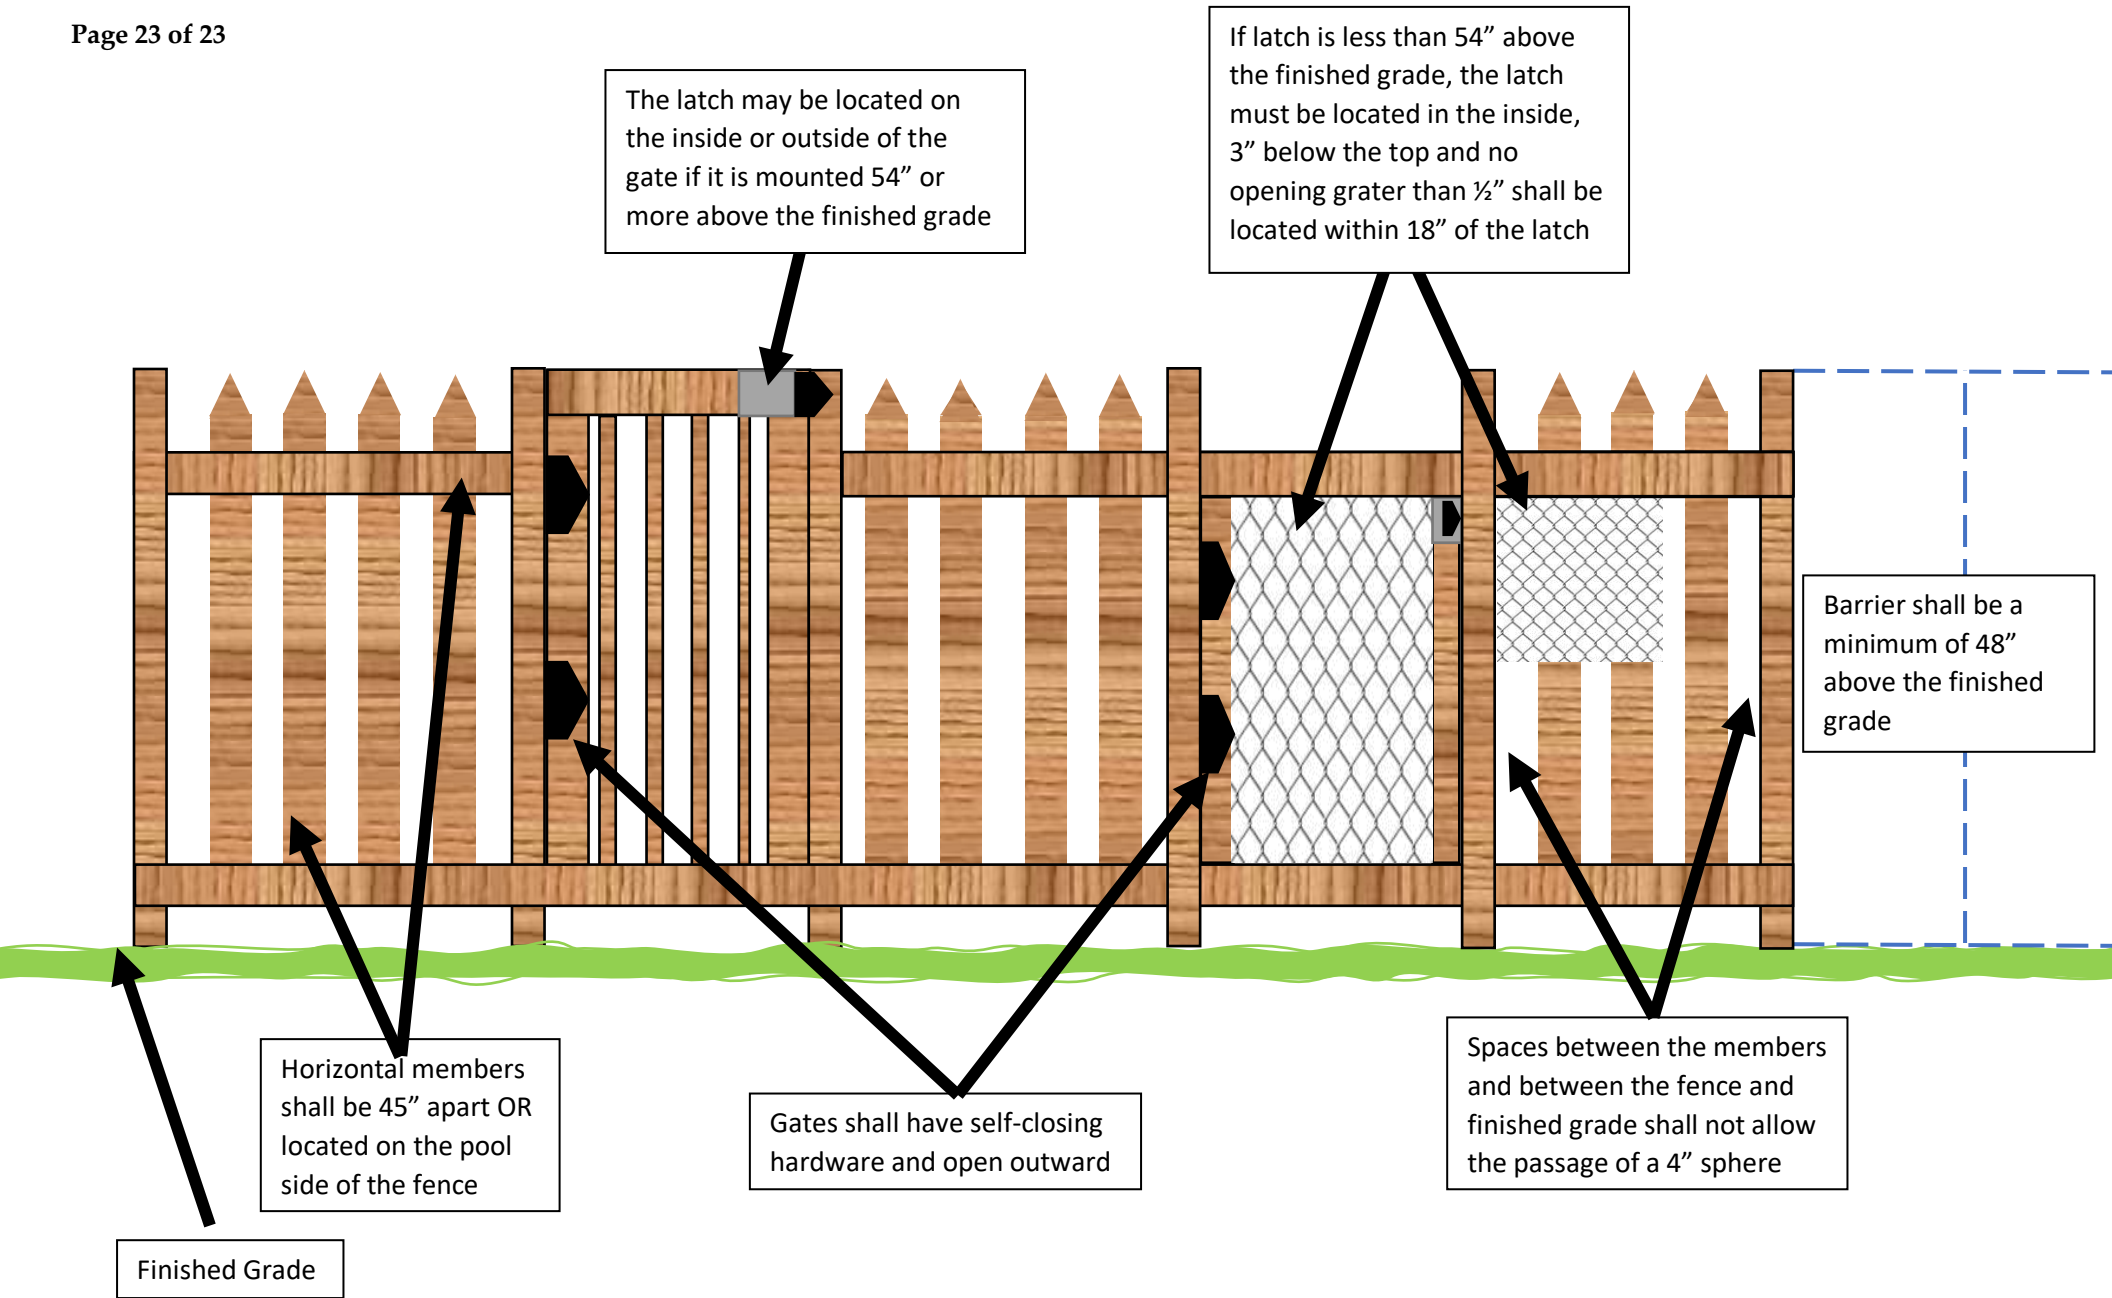 Page 23 of 23
The latch may be located on
the inside or outside of the
gate if it is mounted 54” or
more above the finished grade
If latch is less than 54” above
the finished grade, the latch
must be located in the inside,
3” below the top and no
opening grater than ½” shall be
located within 18” of the latch
Barrier shall be a
minimum of 48”
above the finished
grade
Horizontal members
shall be 45” apart OR
located on the pool
side of the fence
Gates shall have self-closing
hardware and open outward
Spaces between the members
and between the fence and
finished grade shall not allow
the passage of a 4” sphere
Finished Grade